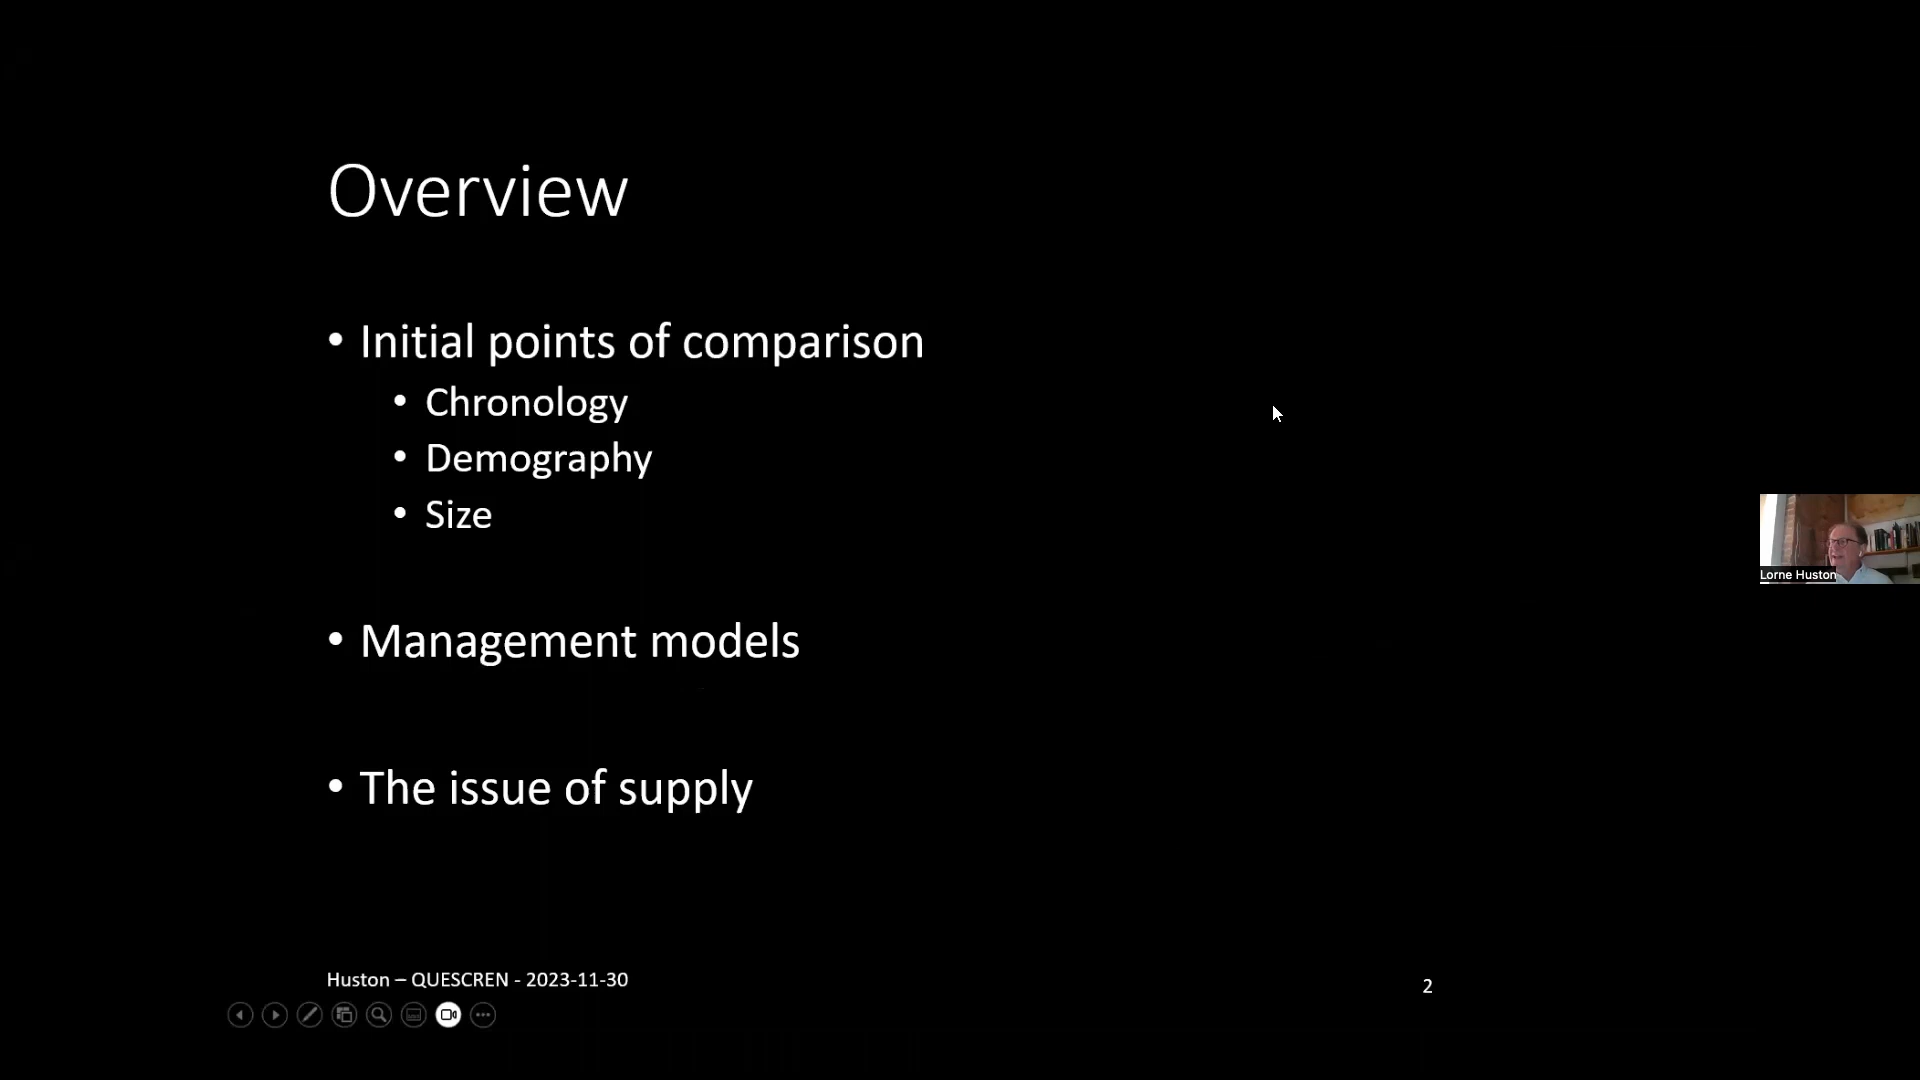 Overview
• Initial points of comparison
• Chronology
• Demography
• Size
• Management models
• The issue of supply
Lorne Huston
Huston – QUESCREN - 2023-11-30
2